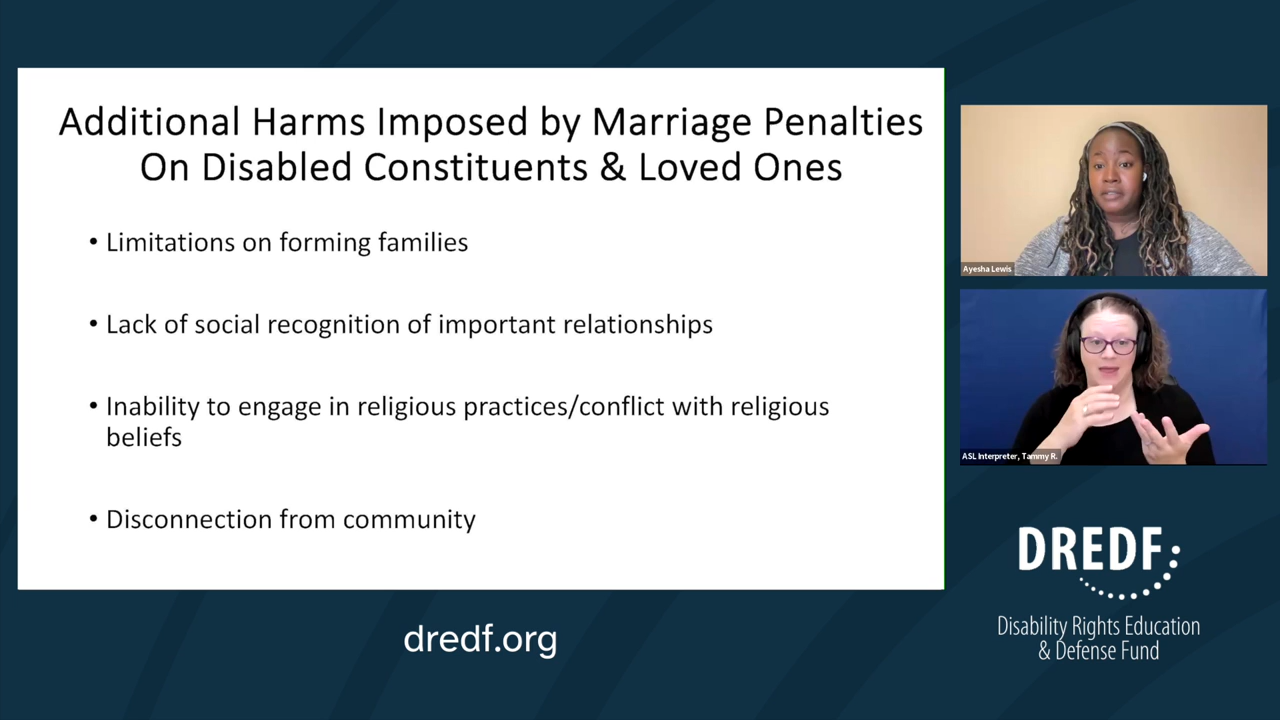 Additional Harms Imposed by Marriage Penalties
On Disabled Constituents & Loved Ones
• Limitations on forming families
• Lack of social recognition of important relationships
• Inability to engage in religious practices/conflict with religious
beliefs
• Disconnection from community
dredf.org
Ayesha Lewis
ASL Interpreter, Tammy R.
DREDF
Disability Rights Education
& Defense Fund